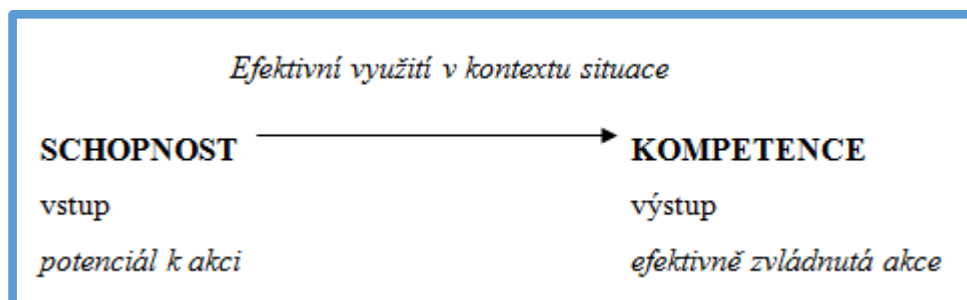 Efektivní využití v kontextu situace
SCHOPNOST KOMPETENCE
vstup výstup
potenciál k akci efektivně zvládnutá akce